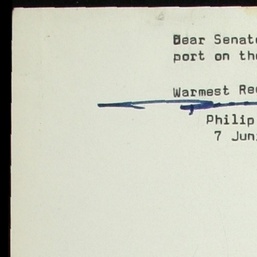 Dear Senat
port on the
Warmest Re
Philip
7 Jun